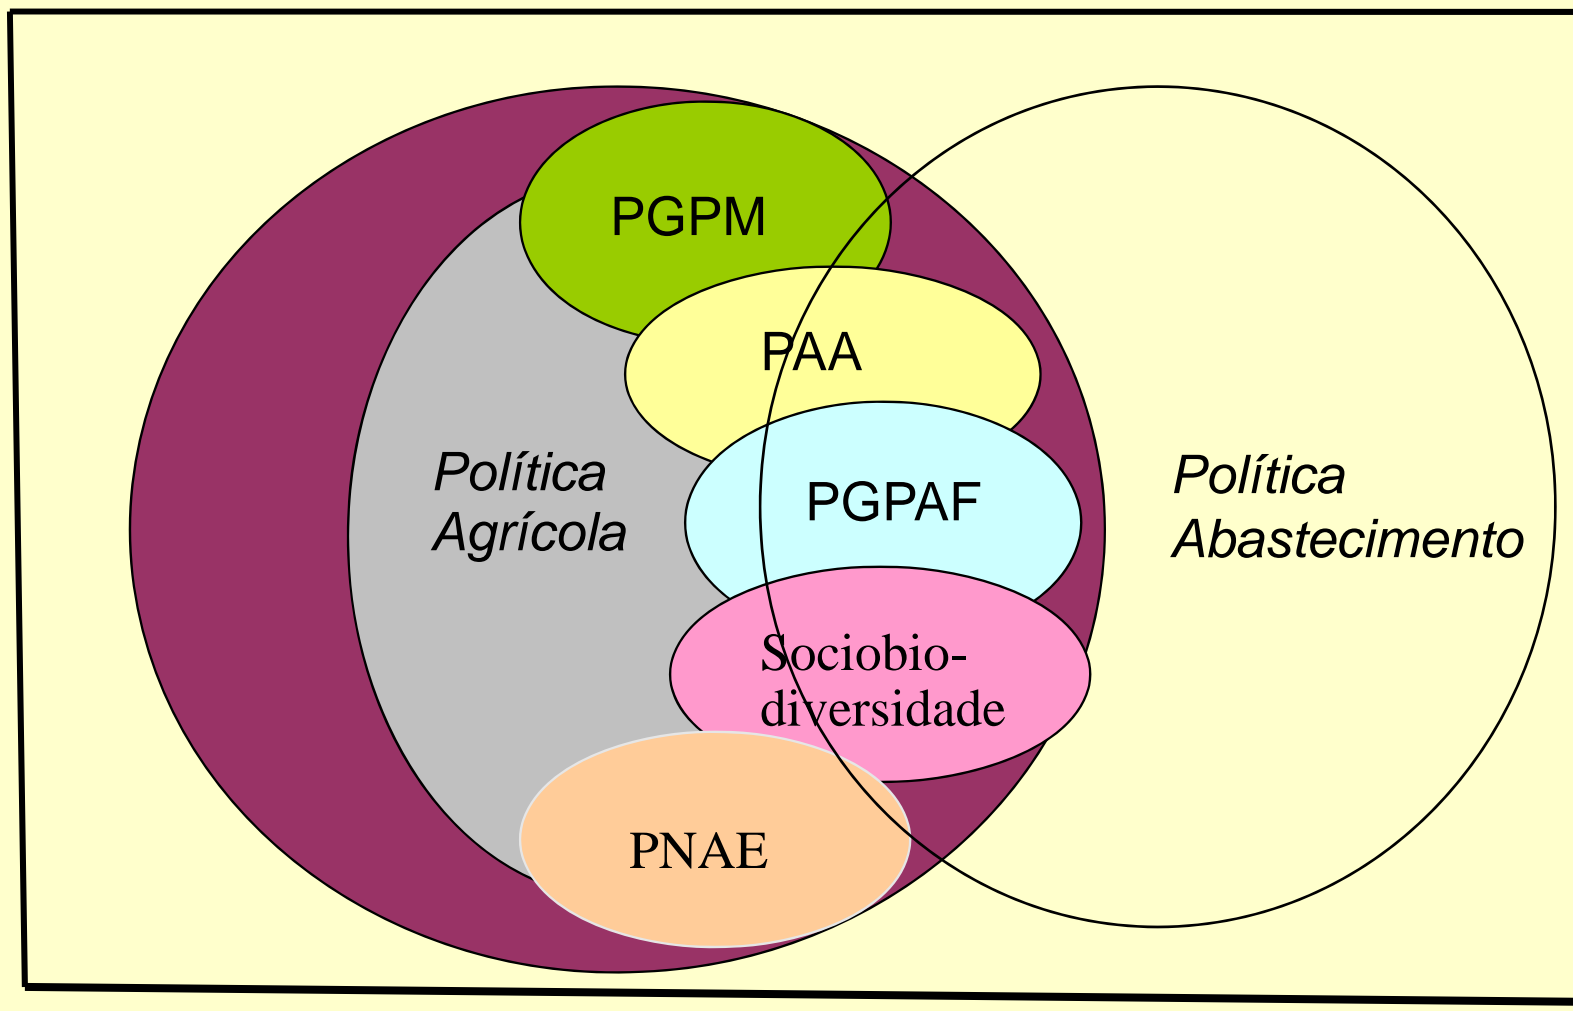 PGPM
PAA
Política
Agrícola
PGPAF
Política
Abastecimento
Sociobio-
diversidade
PNAE